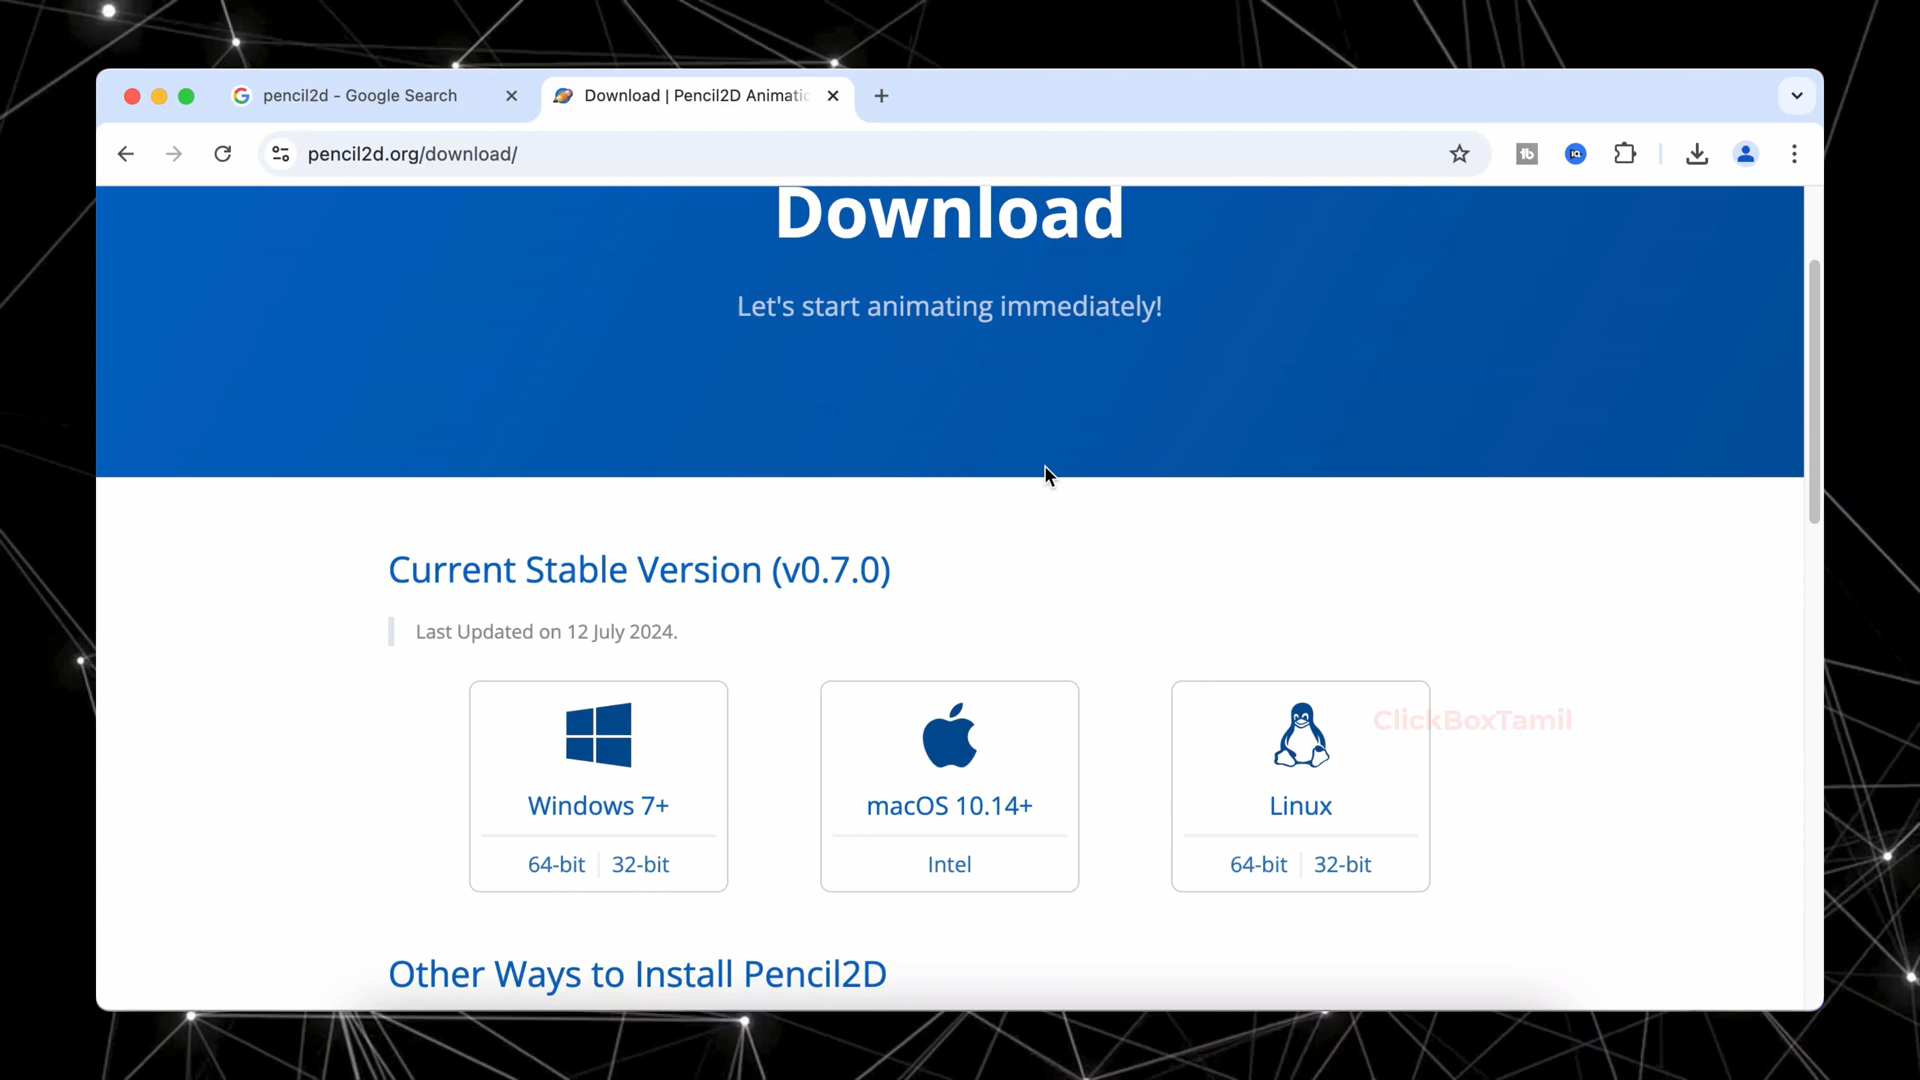 pencil2d - Google Search
Download | Pencil2D Animatic
pencil2d.org/download/
Download
Let's start animating immediately!
Current Stable Version (v0.7.0)
Last Updated on 12 July 2024.
Windows 7+
64-bit | 32-bit
macOS 10.14+
Intel
Linux
64-bit | 32-bit
ClickBoxTamil
Other Ways to Install Pencil2D